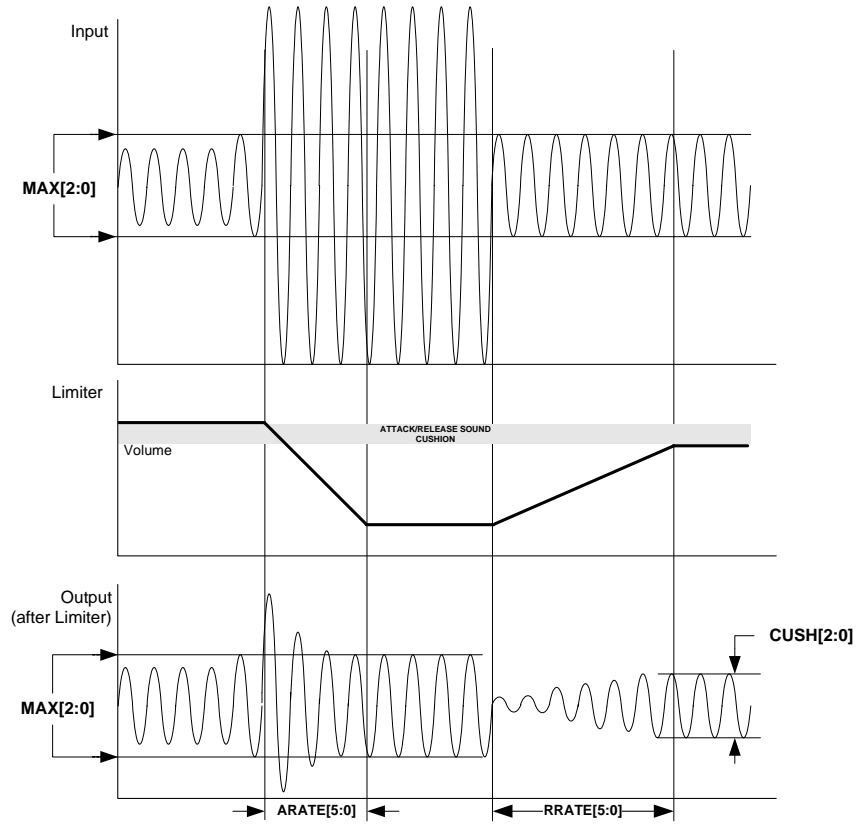 Input
MAX[2:0]
Limiter
ATTACK/RELEASE SOUND
CUSHION
Volume
Output
(after Limiter)
CUSH[2:0]
MAX[2:0]
ARATE[5:0]
RRATE[5:0]